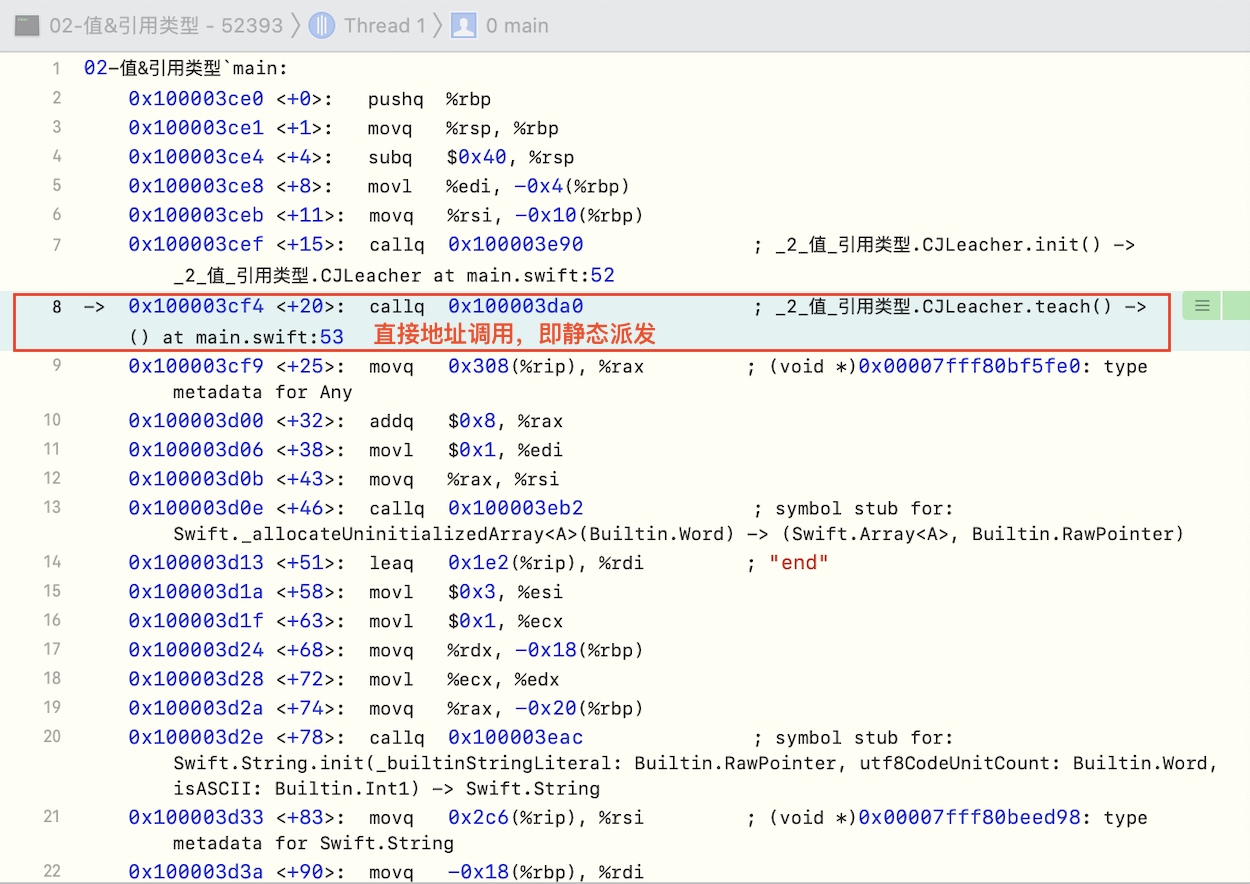 02-值&引用类型 - 52393 〉 Thread 1 〉 0 main
1 02-值&引用类型`main:
2 0x100003ce0 <+0>: pushq %rbp
3 0x100003ce1 <+1>: movq %rsp, %rbp
4 0x100003ce4 <+4>: subq $0x40, %rsp
5 0x100003ce8 <+8>: movl %edi, -0x4(%rbp)
6 0x100003ceb <+11>: movq %rsi, -0x10(%rbp)
7 0x100003cef <+15>: callq 0x100003e90 ; _2_值_引用类型.CJLeacher.init() ->
_2_值_引用类型.CJLeacher at main.swift:52
8 -> 0x100003cf4 <+20>: callq 0x100003da0 ; _2_值_引用类型.CJLeacher.teach() ->
() at main.swift:53 直接地址调用，即静态派发
9 0x100003cf9 <+25>: movq 0x308(%rip), %rax ; (void *)0x00007fff80bf5fe0: type
metadata for Any
10 0x100003d00 <+32>: addq $0x8, %rax
11 0x100003d06 <+38>: movl $0x1, %edi
12 0x100003d0b <+43>: movq %rax, %rsi
13 0x100003d0e <+46>: callq 0x100003eb2 ; symbol stub for:
Swift._allocateUninitializedArray<A>(Builtin.Word) -> (Swift.Array<A>, Builtin.RawPointer)
14 0x100003d13 <+51>: leaq 0x1e2(%rip), %rdi ; "end"
15 0x100003d1a <+58>: movl $0x3, %esi
16 0x100003d1f <+63>: movl $0x1, %ecx
17 0x100003d24 <+68>: movq %rdx, -0x18(%rbp)
18 0x100003d28 <+72>: movl %ecx, %edx
19 0x100003d2a <+74>: movq %rax, -0x20(%rbp)
20 0x100003d2e <+78>: callq 0x100003eac ; symbol stub for:
Swift.String.init(_builtinStringLiteral: Builtin.RawPointer, utf8CodeUnitCount: Builtin.Word,
isASCII: Builtin.Int1) -> Swift.String
21 0x100003d33 <+83>: movq 0x2c6(%rip), %rsi ; (void *)0x00007fff80beed98: type
metadata for Swift.String
22 0x100003d3a <+90>: movq -0x18(%rbp), %rdi